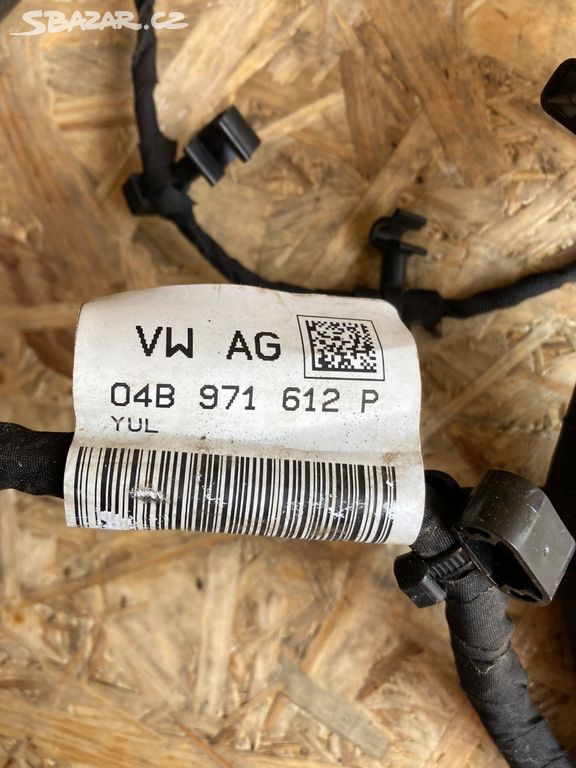 SBAZAR.CZ
VW AG
04B 971 612 P
YUL